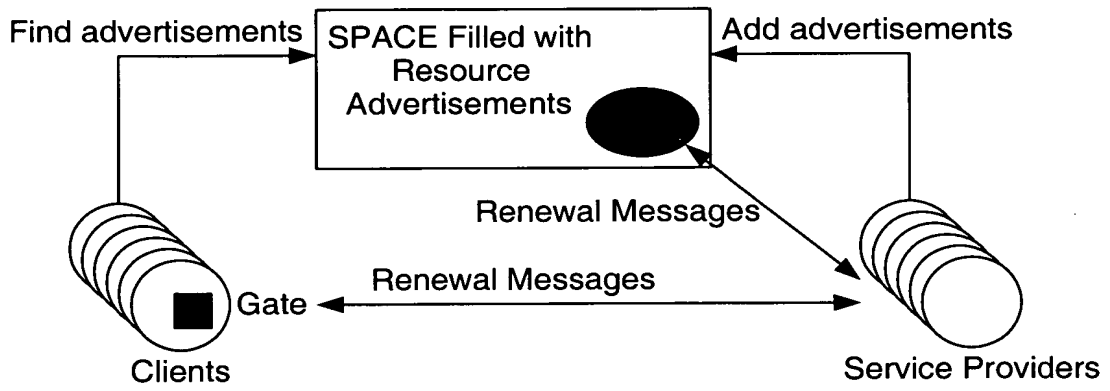 Find advertisements
SPACE Filled with
Resource
Advertisements
Add advertisements
Renewal Messages
Renewal Messages
Gate
Clients
Service Providers